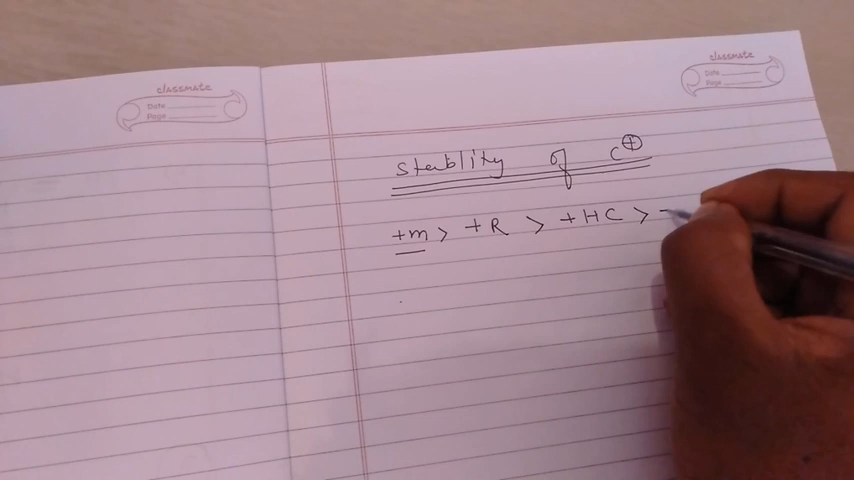 classmate
Date
Page
classmate
Date
Page
Stablity of C⊕
+m > +R > +HC >